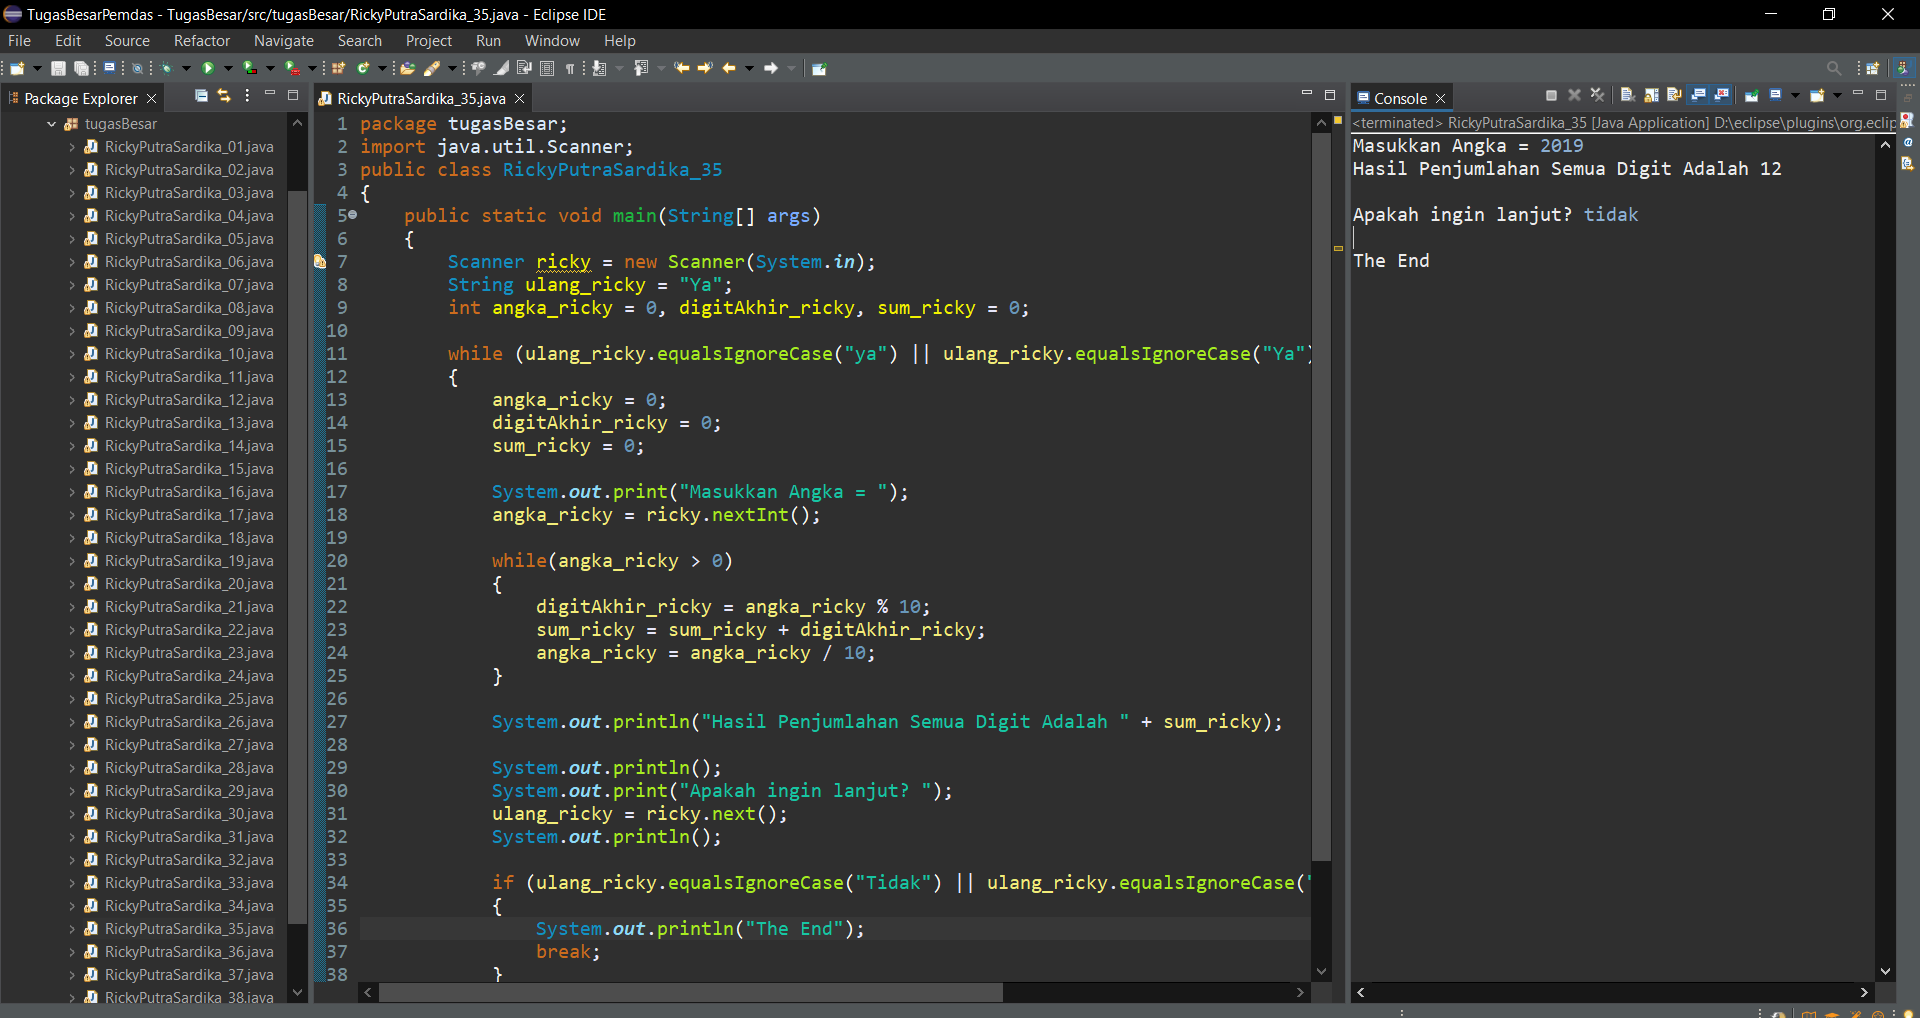 TugasBesarPemdas - TugasBesar/src/tugasBesar/RickyPutraSardika_35.java - Eclipse IDE
File Edit Source Refactor Navigate Search Project Run Window Help
Package Explorer
tugasBesar
RickyPutraSardika_01.java
RickyPutraSardika_02.java
RickyPutraSardika_03.java
RickyPutraSardika_04.java
RickyPutraSardika_05.java
RickyPutraSardika_06.java
RickyPutraSardika_07.java
RickyPutraSardika_08.java
RickyPutraSardika_09.java
RickyPutraSardika_10.java
RickyPutraSardika_11.java
RickyPutraSardika_12.java
RickyPutraSardika_13.java
RickyPutraSardika_14.java
RickyPutraSardika_15.java
RickyPutraSardika_16.java
RickyPutraSardika_17.java
RickyPutraSardika_18.java
RickyPutraSardika_19.java
RickyPutraSardika_20.java
RickyPutraSardika_21.java
RickyPutraSardika_22.java
RickyPutraSardika_23.java
RickyPutraSardika_24.java
RickyPutraSardika_25.java
RickyPutraSardika_26.java
RickyPutraSardika_27.java
RickyPutraSardika_28.java
RickyPutraSardika_29.java
RickyPutraSardika_30.java
RickyPutraSardika_31.java
RickyPutraSardika_32.java
RickyPutraSardika_33.java
RickyPutraSardika_34.java
RickyPutraSardika_35.java
RickyPutraSardika_36.java
RickyPutraSardika_37.java
RickyPutraSardika_38.java
RickyPutraSardika_35.java
1 package tugasBesar;
2 import java.util.Scanner;
3 public class RickyPutraSardika_35
4 {
5 public static void main(String[] args)
6 {
7 Scanner ricky = new Scanner(System.in);
8 String ulang_ricky = "Ya";
9 int angka_ricky = 0, digitAkhir_ricky, sum_ricky = 0;
10
11 while (ulang_ricky.equalsIgnoreCase("ya") || ulang_ricky.equalsIgnoreCase("Ya")
12 {
13 angka_ricky = 0;
14 digitAkhir_ricky = 0;
15 sum_ricky = 0;
16
17 System.out.print("Masukkan Angka = ");
18 angka_ricky = ricky.nextInt();
19
20 while(angka_ricky > 0)
21 {
22 digitAkhir_ricky = angka_ricky % 10;
23 sum_ricky = sum_ricky + digitAkhir_ricky;
24 angka_ricky = angka_ricky / 10;
25 }
26
27 System.out.println("Hasil Penjumlahan Semua Digit Adalah " + sum_ricky);
28
29 System.out.println();
30 System.out.print("Apakah ingin lanjut? ");
31 ulang_ricky = ricky.next();
32 System.out.println();
33
34 if (ulang_ricky.equalsIgnoreCase("Tidak") || ulang_ricky.equalsIgnoreCase("
35 {
36 System.out.println("The End");
37 break;
38 }
Console
<terminated> RickyPutraSardika_35 [Java Application] D:\eclipse\plugins\org.eclip
Masukkan Angka = 2019
Hasil Penjumlahan Semua Digit Adalah 12
Apakah ingin lanjut? tidak
The End